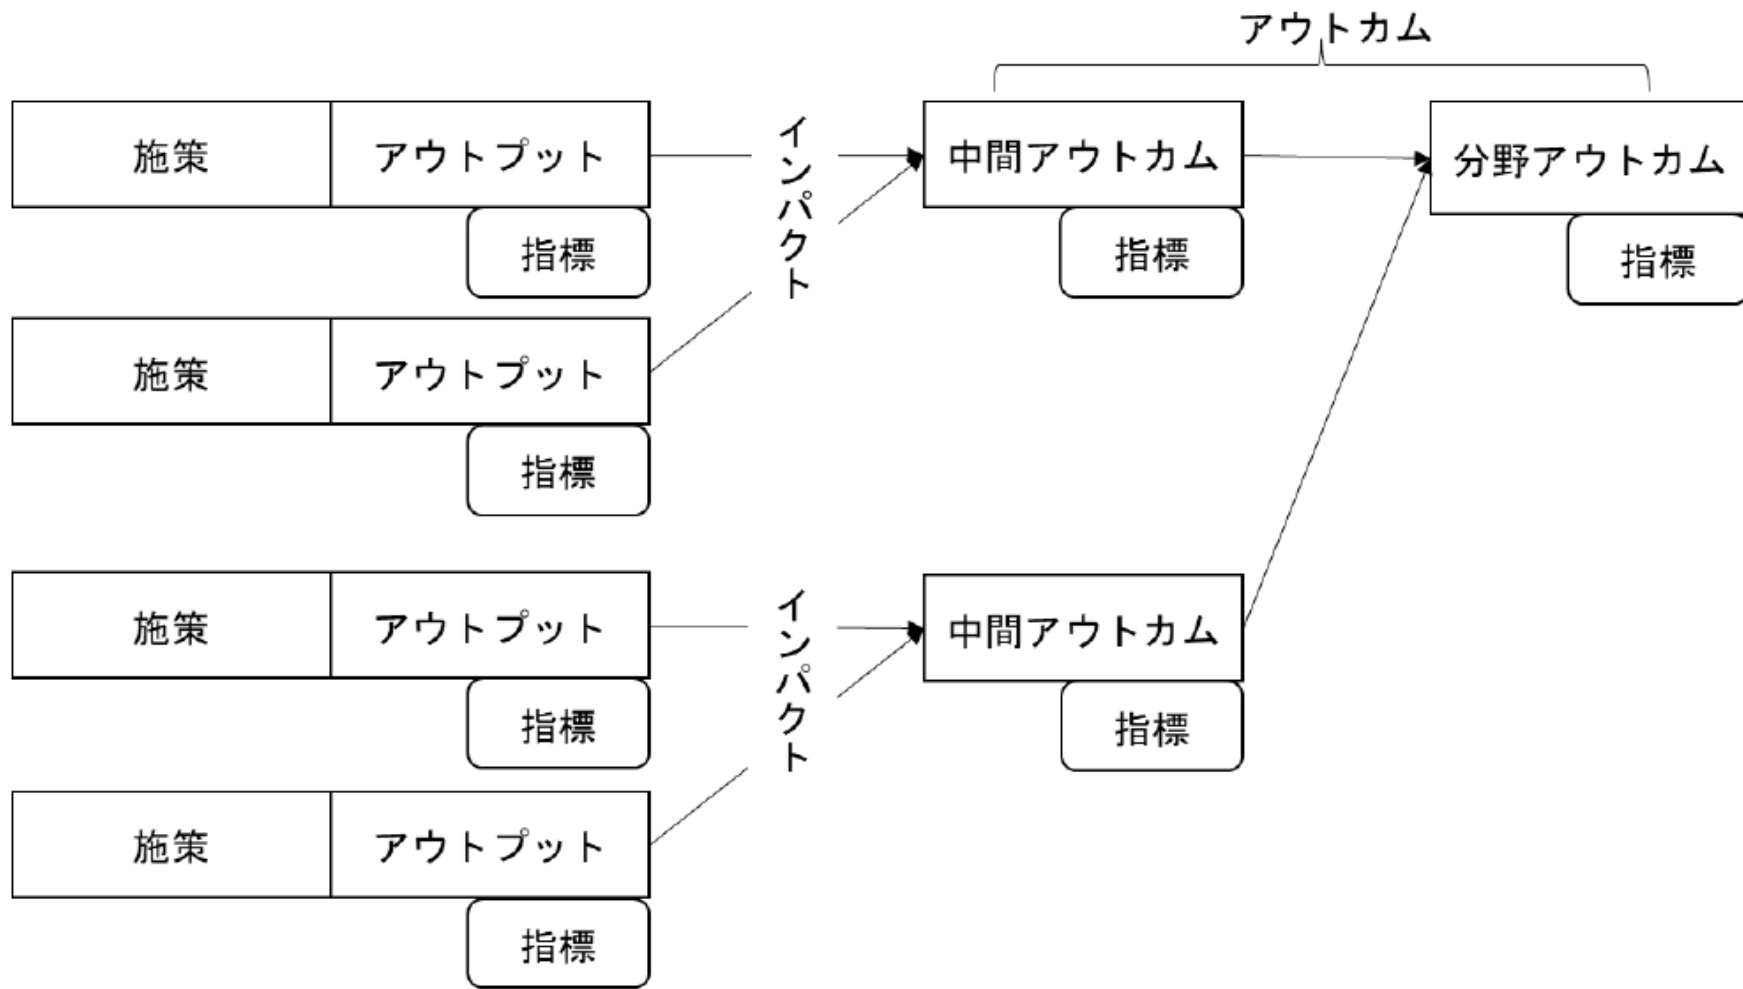 アウトカム
施策 アウトプット
インパクト
中間アウトカム
分野アウトカム
指標
指標
指標
施策 アウトプット
指標
施策 アウトプット
インパクト
中間アウトカム
指標
指標
施策 アウトプット
指標